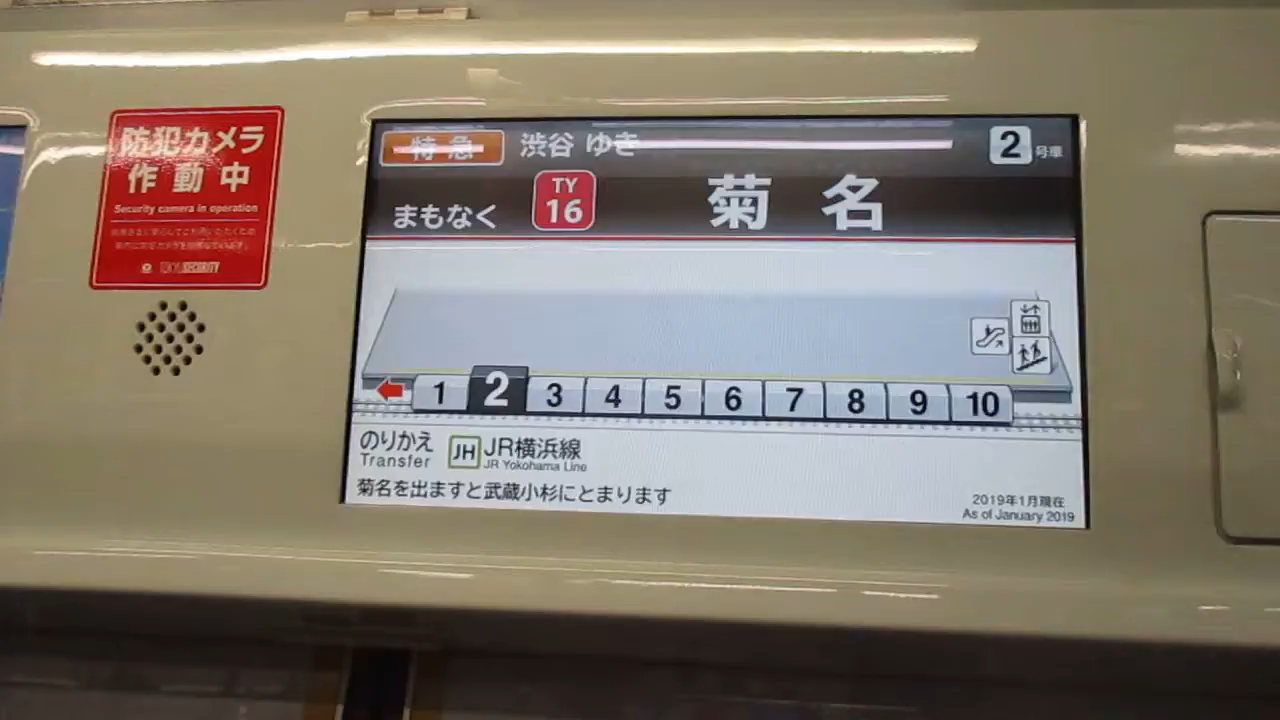 防犯カメラ
作動中
Security camera in operation
特急 渋谷 ゆき
2号車
まもなく TY 16 菊名
1 2 3 4 5 6 7 8 9 10
のりかえ JH JR横浜線
Transfer JR Yokohama Line
菊名を出ますと武蔵小杉にとまります
2019年1月現在
As of January 2019